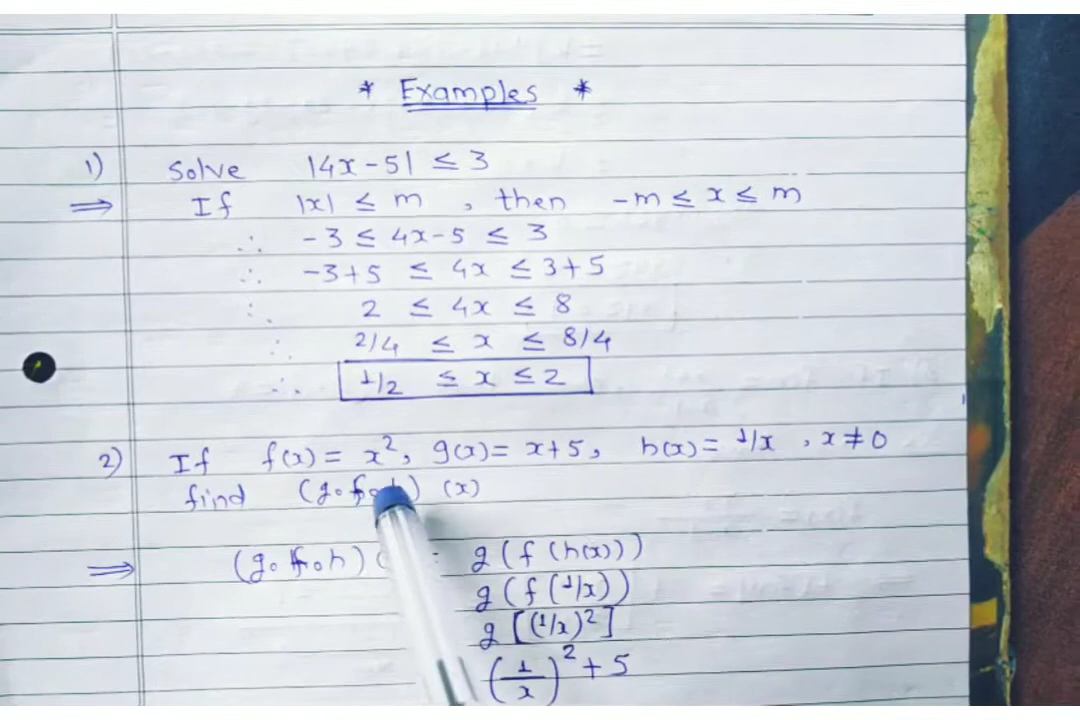 * Examples *
1) Solve |4x-5| ≤ 3
⇒ If |x| ≤ m , then -m ≤ x ≤ m
∴ -3 ≤ 4x-5 ≤ 3
∴ -3+5 ≤ 4x ≤ 3+5
∴ 2 ≤ 4x ≤ 8
∴ 2/4 ≤ x ≤ 8/4
∴ 1/2 ≤ x ≤ 2
2) If f(x) = x², g(x) = x+5, h(x) = 1/x , x ≠ 0
find (g∘f∘h) (x)
⇒ (g∘f∘h) ( = g(f(h(x)))
g(f(1/x))
g[(1/x)²]
(1/x)² + 5